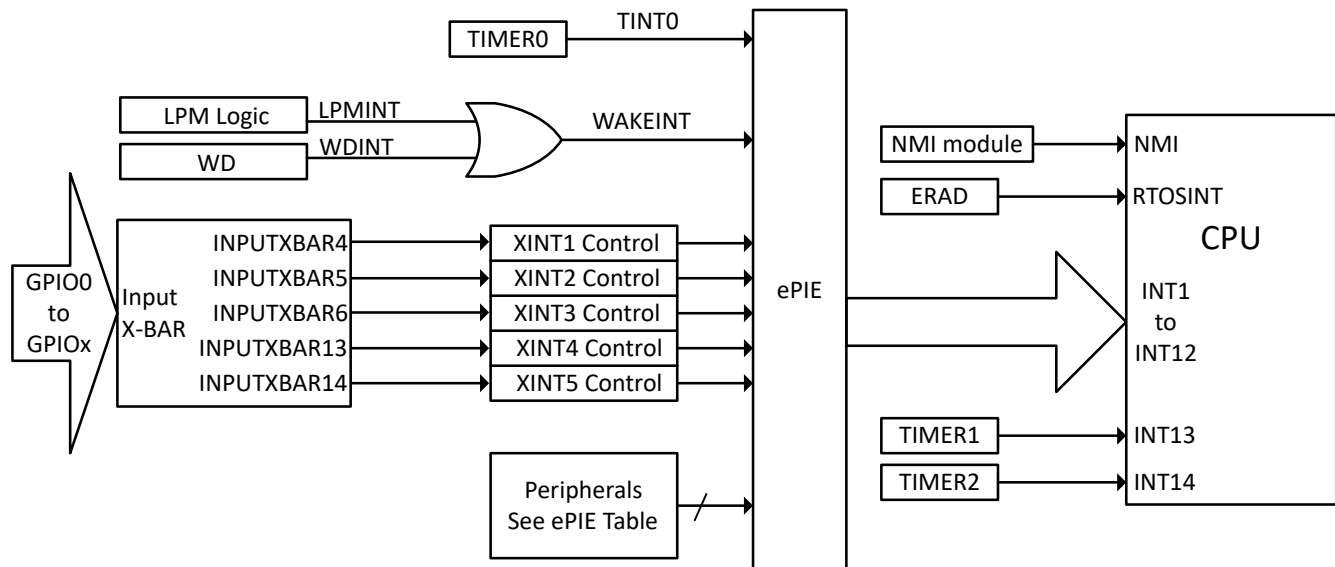 TIMER0
TINT0
LPM Logic
LPMINT
WD
WDINT
WAKEINT
GPIO0
to
GPIOx
Input
X-BAR
INPUTXBAR4
INPUTXBAR5
INPUTXBAR6
INPUTXBAR13
INPUTXBAR14
XINT1 Control
XINT2 Control
XINT3 Control
XINT4 Control
XINT5 Control
Peripherals
See ePIE Table
ePIE
NMI module
ERAD
TIMER1
TIMER2
NMI
RTOSINT
CPU
INT1
to
INT12
INT13
INT14